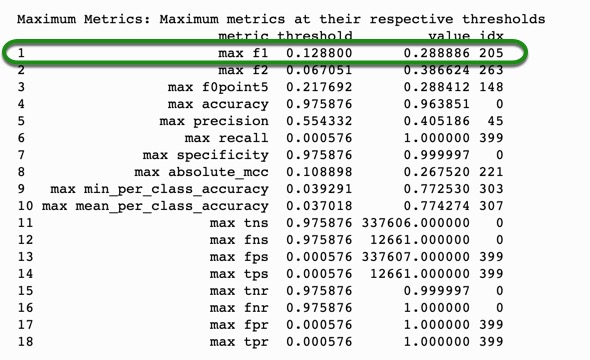 Maximum Metrics: Maximum metrics at their respective thresholds
metric threshold value idx
1 max f1 0.128800 0.288886 205
2 max f2 0.067051 0.386624 263
3 max f0point5 0.217692 0.288412 148
4 max accuracy 0.975876 0.963851 0
5 max precision 0.554332 0.405186 45
6 max recall 0.000576 1.000000 399
7 max specificity 0.975876 0.999997 0
8 max absolute_mcc 0.108898 0.267520 221
9 max min_per_class_accuracy 0.039291 0.772530 303
10 max mean_per_class_accuracy 0.037018 0.774274 307
11 max tns 0.975876 337606.000000 0
12 max fns 0.975876 12661.000000 0
13 max fps 0.000576 337607.000000 399
14 max tps 0.000576 12661.000000 399
15 max tnr 0.975876 0.999997 0
16 max fnr 0.975876 1.000000 0
17 max fpr 0.000576 1.000000 399
18 max tpr 0.000576 1.000000 399